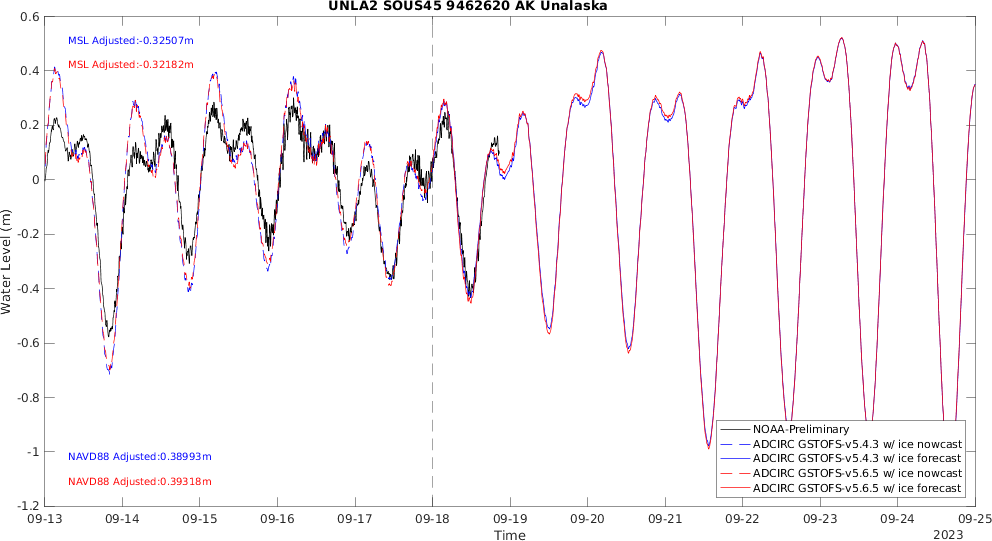 UNLA2 SOUS45 9462620 AK Unalaska
MSL Adjusted:-0.32507m
MSL Adjusted:-0.32182m
NAVD88 Adjusted:0.38993m
NAVD88 Adjusted:0.39318m
Water Level (m)
0.6
0.4
0.2
0
-0.2
-0.4
-0.6
-0.8
-1
-1.2
NOAA-Preliminary
ADCIRC GSTOFS-v5.4.3 w/ ice nowcast
ADCIRC GSTOFS-v5.4.3 w/ ice forecast
ADCIRC GSTOFS-v5.6.5 w/ ice nowcast
ADCIRC GSTOFS-v5.6.5 w/ ice forecast
09-13 09-14 09-15 09-16 09-17 09-18 09-19 09-20 09-21 09-22 09-23 09-24 09-25
Time
2023